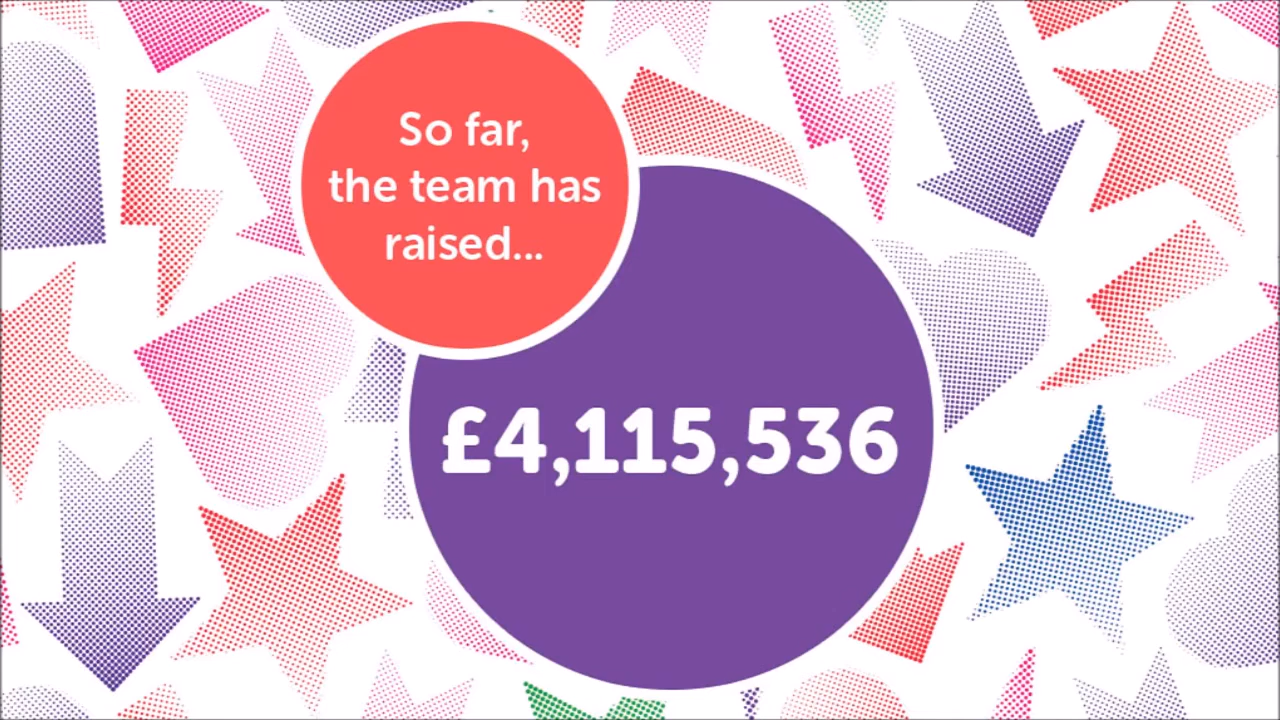 So far,
the team has
raised...
£4,115,536